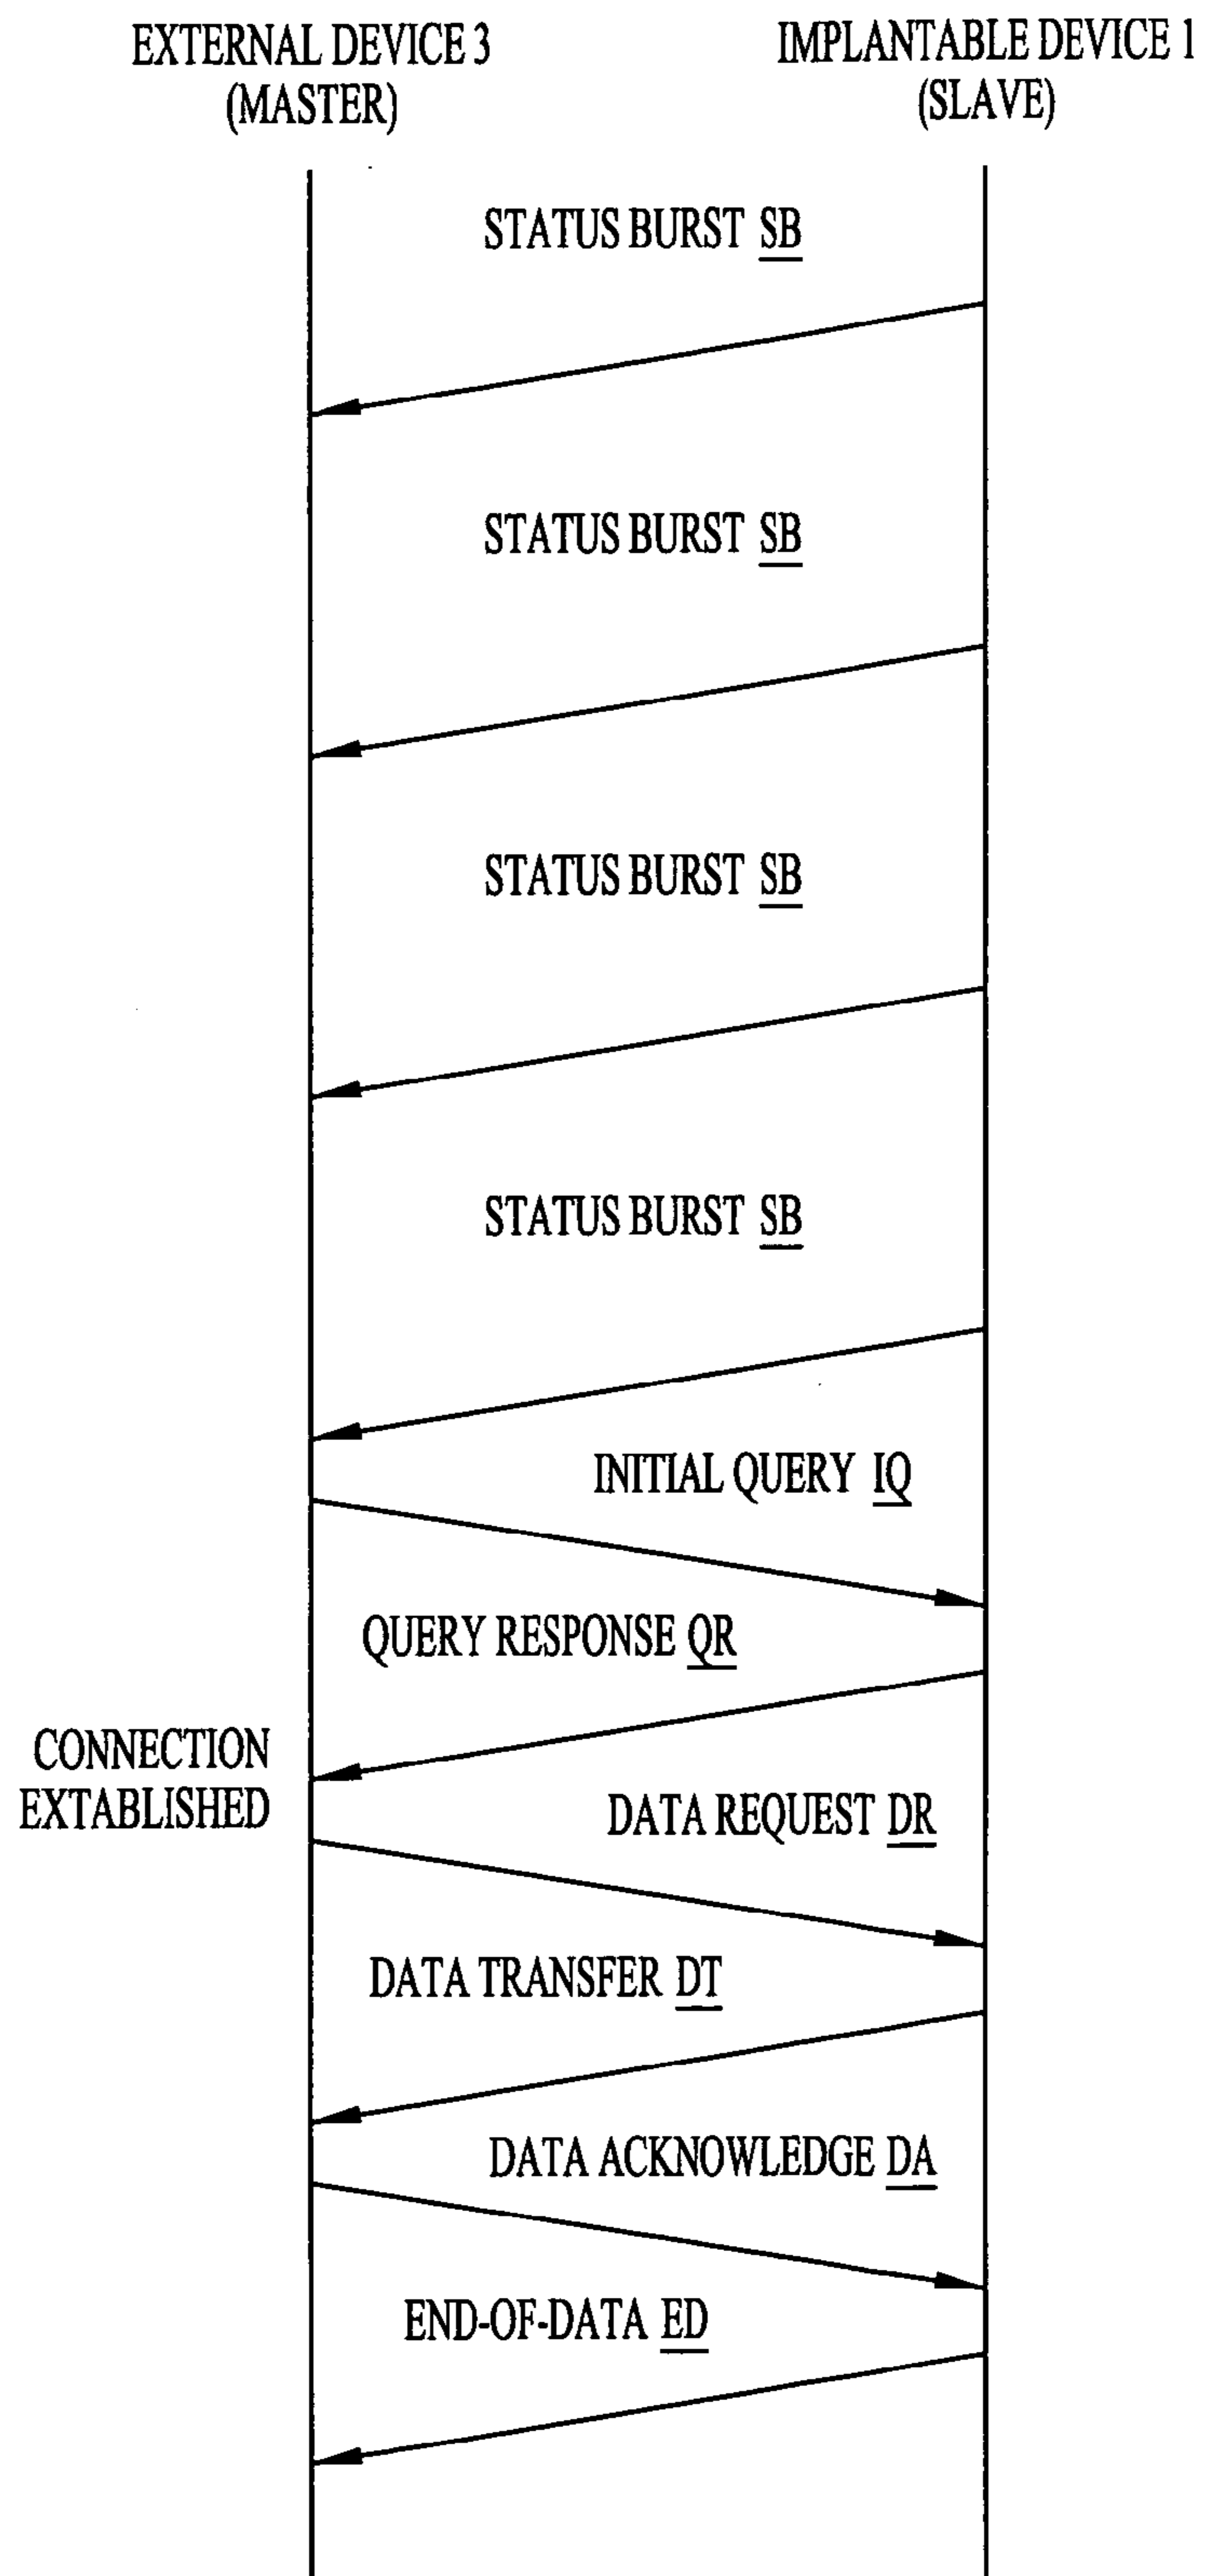 EXTERNAL DEVICE 3
(MASTER)
IMPLANTABLE DEVICE 1
(SLAVE)
STATUS BURST SB
STATUS BURST SB
STATUS BURST SB
STATUS BURST SB
INITIAL QUERY IQ
QUERY RESPONSE QR
CONNECTION
EXTABLISHED
DATA REQUEST DR
DATA TRANSFER DT
DATA ACKNOWLEDGE DA
END-OF-DATA ED